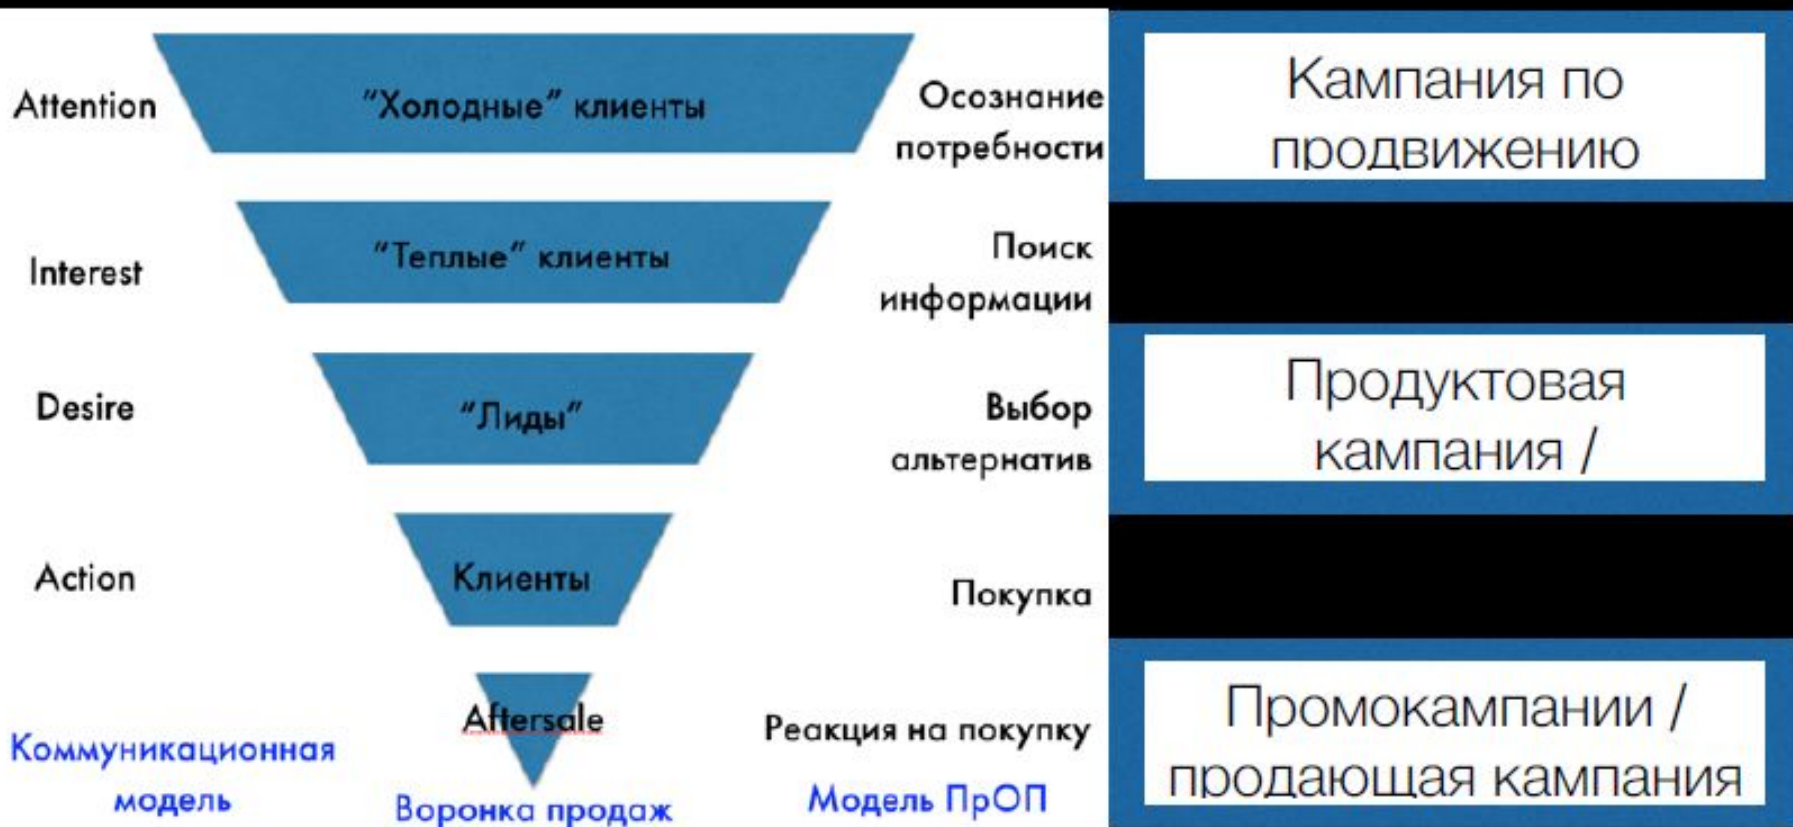 Attention
"Холодные" клиенты
Осознание
потребности
Кампания по
продвижению
Interest
"Теплые" клиенты
Поиск
информации
Desire
"Лиды"
Выбор
альтернатив
Продуктовая
кампания /
Action
Клиенты
Покупка
Aftersale
Реакция на покупку
Промокампании /
продающая кампания
Коммуникационная
модель
Воронка продаж
Модель ПрОП